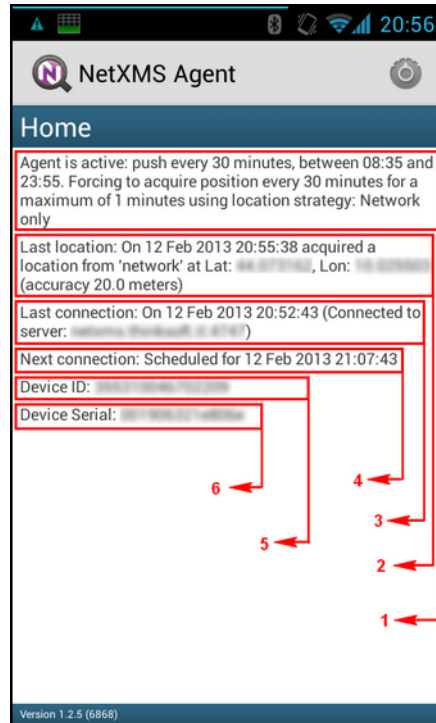 20:56
NetXMS Agent
Home
Agent is active: push every 30 minutes, between 08:35 and
23:55. Forcing to acquire position every 30 minutes for a
maximum of 1 minutes using location strategy: Network
only
Last location: On 12 Feb 2013 20:55:38 acquired a
location from 'network' at Lat: , Lon:
(accuracy 20.0 meters)
Last connection: On 12 Feb 2013 20:52:43 (Connected to
server: )
Next connection: Scheduled for 12 Feb 2013 21:07:43
Device ID:
Device Serial:
6
4
3
5
2
1
Version 1.2.5 (6868)